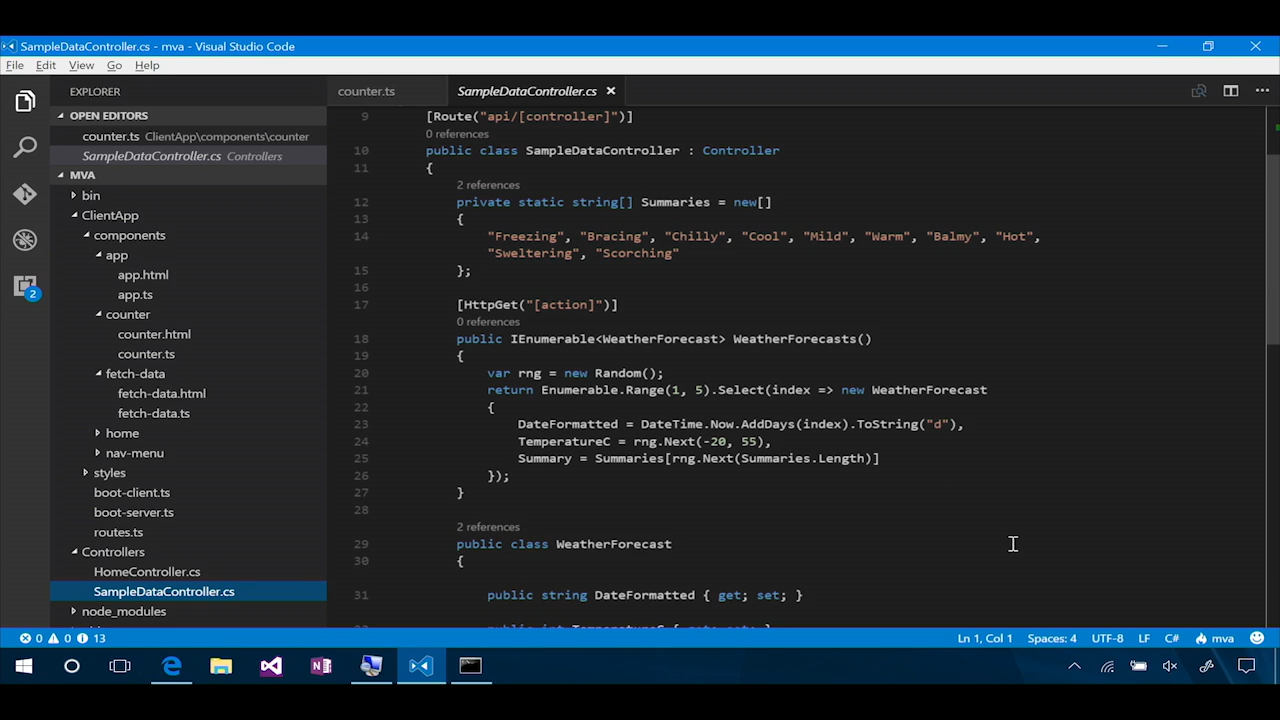 SampleDataController.cs - mva - Visual Studio Code
File Edit View Go Help
EXPLORER
OPEN EDITORS
counter.ts ClientApp\components\counter
SampleDataController.cs Controllers
MVA
bin
ClientApp
components
app
app.html
app.ts
counter
counter.html
counter.ts
fetch-data
fetch-data.html
fetch-data.ts
home
nav-menu
styles
boot-client.ts
boot-server.ts
routes.ts
Controllers
HomeController.cs
SampleDataController.cs
node_modules
2
counter.ts SampleDataController.cs
9 [Route("api/[controller]")]
0 references
10 public class SampleDataController : Controller
11 {
2 references
12 private static string[] Summaries = new[]
13 {
14 "Freezing", "Bracing", "Chilly", "Cool", "Mild", "Warm", "Balmy", "Hot",
"Sweltering", "Scorching"
15 };
16
17 [HttpGet("[action]")]
0 references
18 public IEnumerable<WeatherForecast> WeatherForecasts()
19 {
20 var rng = new Random();
21 return Enumerable.Range(1, 5).Select(index => new WeatherForecast
22 {
23 DateFormatted = DateTime.Now.AddDays(index).ToString("d"),
24 TemperatureC = rng.Next(-20, 55),
25 Summary = Summaries[rng.Next(Summaries.Length)]
26 });
27 }
28
2 references
29 public class WeatherForecast
30 {
31 public string DateFormatted { get; set; }
public int TemperatureC { get; set; }
0 0 13 Ln 1, Col 1 Spaces: 4 UTF-8 LF C# mva